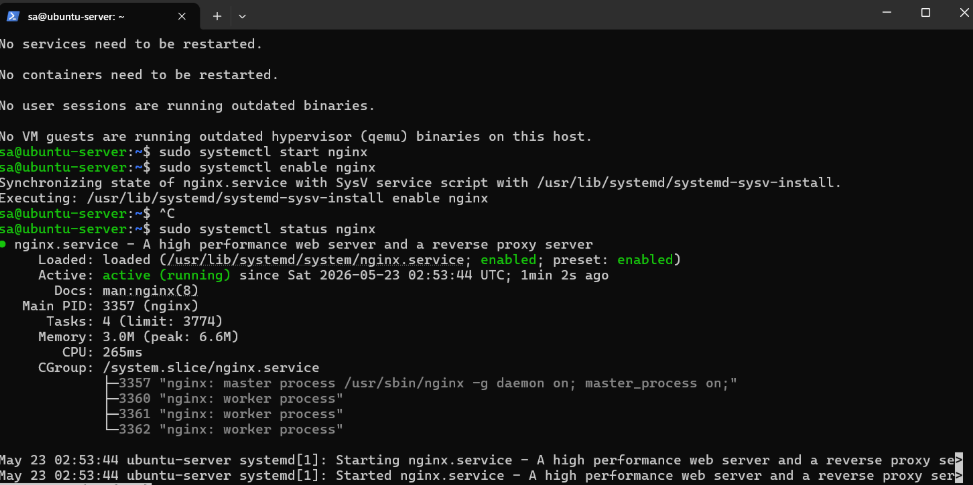 sa@ubuntu-server: ~
No services need to be restarted.
No containers need to be restarted.
No user sessions are running outdated binaries.
No VM guests are running outdated hypervisor (qemu) binaries on this host.
sa@ubuntu-server:~$ sudo systemctl start nginx
sa@ubuntu-server:~$ sudo systemctl enable nginx
Synchronizing state of nginx.service with SysV service script with /usr/lib/systemd/systemd-sysv-install.
Executing: /usr/lib/systemd/systemd-sysv-install enable nginx
sa@ubuntu-server:~$ ^C
sa@ubuntu-server:~$ sudo systemctl status nginx
● nginx.service - A high performance web server and a reverse proxy server
Loaded: loaded (/usr/lib/systemd/system/nginx.service; enabled; preset: enabled)
Active: active (running) since Sat 2026-05-23 02:53:44 UTC; 1min 2s ago
Docs: man:nginx(8)
Main PID: 3357 (nginx)
Tasks: 4 (limit: 3774)
Memory: 3.0M (peak: 6.6M)
CPU: 265ms
CGroup: /system.slice/nginx.service
├─3357 "nginx: master process /usr/sbin/nginx -g daemon on; master_process on;"
├─3360 "nginx: worker process"
├─3361 "nginx: worker process"
└─3362 "nginx: worker process"
May 23 02:53:44 ubuntu-server systemd[1]: Starting nginx.service - A high performance web server and a reverse proxy se>
May 23 02:53:44 ubuntu-server systemd[1]: Started nginx.service - A high performance web server and a reverse proxy ser>